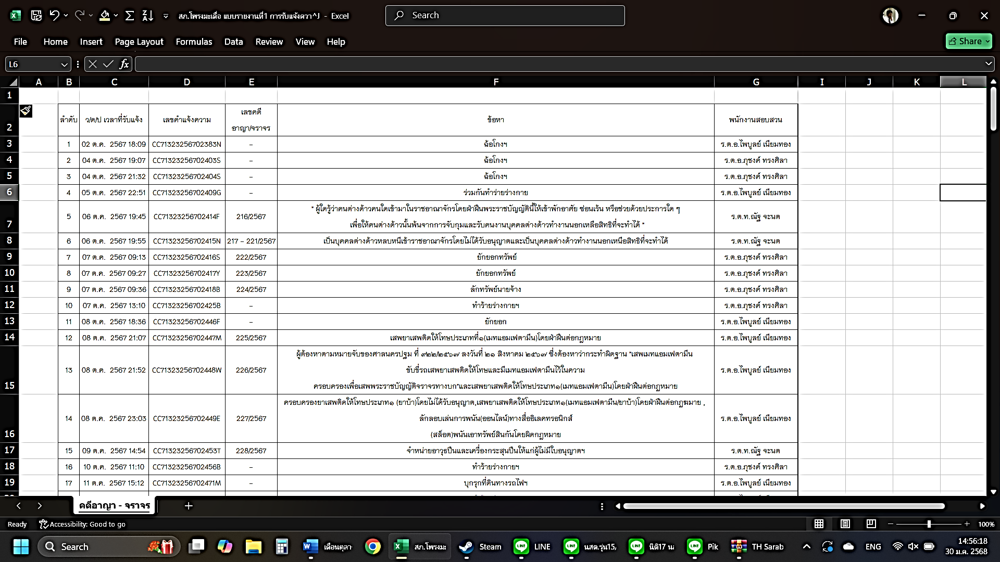 สภ.โพรงมะเดื่อ แบบรายงานที่1 การรับแจ้งควา^J - Excel
Search
File Home Insert Page Layout Formulas Data Review View Help
Share
L6
fx
A B C D E F G I J K L
1
2 ลำดับ ว/ด/ป เวลาที่รับแจ้ง เลขคำแจ้งความ เลขคดี อาญา/จราจร ข้อหา พนักงานสอบสวน
3 1 02 ต.ค. 2567 18:09 CC71323256702383N - ฉ้อโกงฯ ร.ต.อ.ไพบูลย์ เนียมทอง
4 2 04 ต.ค. 2567 19:07 CC71323256702403S - ฉ้อโกงฯ ร.ต.อ.ภุชงค์ ทรงศิลา
5 3 04 ต.ค. 2567 21:32 CC71323256702404S - ฉ้อโกงฯ ร.ต.อ.ภุชงค์ ทรงศิลา
6 4 05 ต.ค. 2567 22:51 CC71323256702409G - ร่วมกันทำร่ายร่างกาย ร.ต.อ.ไพบูลย์ เนียมทอง
" ผู้ใดรู้ว่าคนต่างด้าวคนใดเข้ามาในราชอาณาจักรโดยฝ่าฝืนพระราชบัญญัตินี้ให้เข้าพักอาศัย ซ่อนเร้น หรือช่วยด้วยประการใด ๆ
7 5 06 ต.ค. 2567 19:45 CC71323256702414F 216/2567 เพื่อให้คนต่างด้าวนั้นพ้นจากการจับกุมและรับคนงานบุคคลต่างด้าวทำงานนอกเหลือสิทธิที่จะทำได้ " ร.ต.ท.ณัฐ จะนต
8 6 06 ต.ค. 2567 19:55 CC71323256702415N 217 - 221/2567 เป็นบุคคลต่างด้าวหลบหนีเข้าราชอาณาจักรโดยไม่ได้รับอนุญาตและเป็นบุคคลต่างด้าวทำงานนอกเหนือสิทธิที่จะทำได้ ร.ต.ท.ณัฐ จะนต
9 7 07 ต.ค. 2567 09:13 CC71323256702416S 222/2567 ยักยอกทรัพย์ ร.ต.อ.ภุชงค์ ทรงศิลา
10 8 07 ต.ค. 2567 09:27 CC71323256702417Y 223/2567 ยักยอกทรัพย์ ร.ต.อ.ภุชงค์ ทรงศิลา
11 9 07 ต.ค. 2567 09:36 CC71323256702418B 224/2567 ลักทรัพย์นายจ้าง ร.ต.อ.ภุชงค์ ทรงศิลา
12 10 07 ต.ค. 2567 13:10 CC71323256702425B - ทำร้ายร่างกายฯ ร.ต.อ.ภุชงค์ ทรงศิลา
13 11 08 ต.ค. 2567 18:36 CC71323256702446F - ยักยอก ร.ต.อ.ไพบูลย์ เนียมทอง
14 12 08 ต.ค. 2567 21:07 CC71323256702447M 225/2567 เสพยาเสพติดให้โทษประเภทที่๑(เมทแอมเฟตามีน)โดยฝ่าฝืนต่อกฎหมาย ร.ต.อ.ไพบูลย์ เนียมทอง
ผู้ต้องหาตามหมายจับของศาลนครปฐม ที่ ๙๒๒/๒๕๖๗ ลงวันที่ ๒๑ สิงหาคม ๒๕๖๗ ซึ่งต้องหาว่ากระทำผิดฐาน "เสพเมทแอมเฟตามีน
15 13 08 ต.ค. 2567 21:52 CC71323256702448W 226/2567 ขับขี่รถเสพยาเสพติดให้โทษและมีเมทแอมเฟตามีนไว้ในความ ร.ต.อ.ไพบูลย์ เนียมทอง
ครอบครองเพื่อเสพพระราชบัญญัติจราจรทางบก"และเสพยาเสพติดให้โทษประเภท๑(เมทแอมเฟตามีน)โดยฝ่าฝืนต่อกฎหมาย
ครอบครองยาเสพติดให้โทษประเภท๑ (ยาบ้า)โดยไม่ได้รับอนุญาต,เสพยาเสพติดให้โทษประเภท๑(เมทแอมเฟตามีน/ยาบ้า)โดยฝ่าฝืนต่อกฎฆมาย ,
16 14 08 ต.ค. 2567 23:03 CC71323256702449E 227/2567 ลักลอบเล่นการพนัน(ออนไลน์)ทางสื่ออิเลคทรอนิกส์ ร.ต.อ.ไพบูลย์ เนียมทอง
(สล็อต)พนันเอาทรัพย์สินกันโดยผิดกฎหมาย
17 15 09 ต.ค. 2567 14:54 CC71323256702453T 228/2567 จำหน่ายอาวุธปืนและเครื่องกระสุนปืนให้แก่ผู้ไม่มีใบอนุญาตฯ ร.ต.ท.ณัฐ จะนต
18 16 10 ต.ค. 2567 11:10 CC71323256702456B - ทำร้ายร่างกายฯ ร.ต.อ.ภุชงค์ ทรงศิลา
19 17 11 ต.ค. 2567 15:12 CC71323256702471M - บุกรุกที่ดินทางรถไฟฯ ร.ต.อ.ไพบูลย์ เนียมทอง
คดีอาญา - จราจร
Ready Accessibility: Good to go 100%
Search เดือนตุลา สภ.โพรงมะ Steam LINE นสต.รุ่น15/ นิติ17 นะ Pik TH Sarab ENG 14:56:18
30 ม.ค. 2568